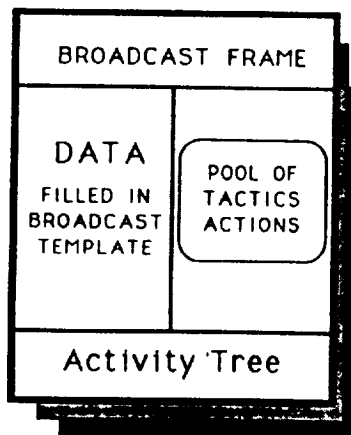 BROADCAST FRAME
DATA
FILLED IN
BROADCAST
TEMPLATE
POOL OF
TACTICS
ACTIONS
Activity Tree